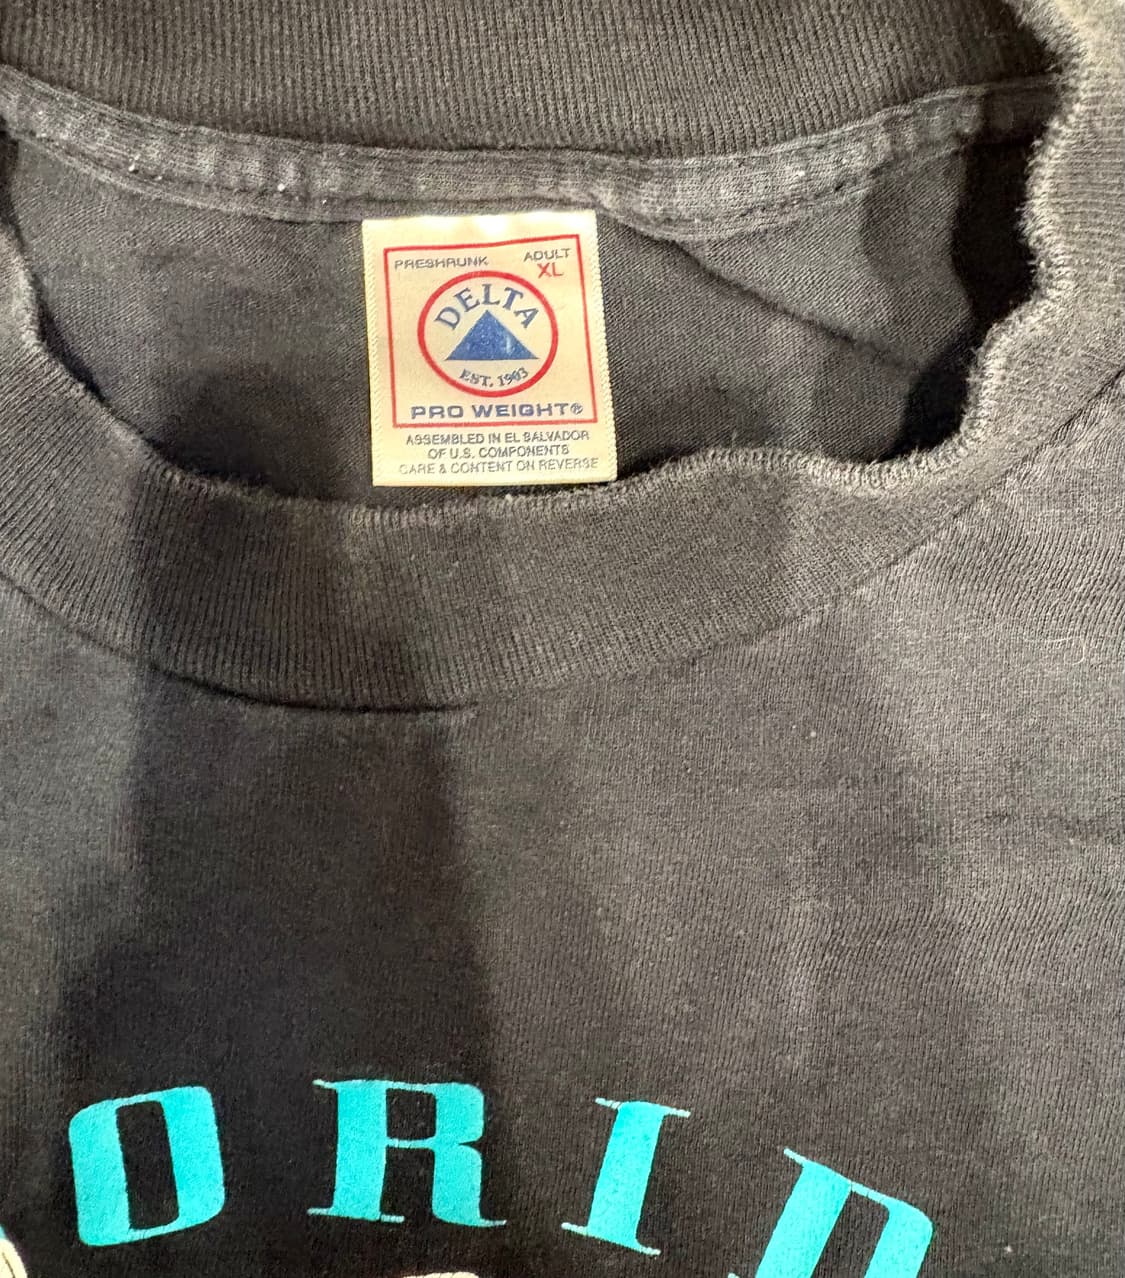 PRESHRUNK ADULT
XL
DELTA
EST. 1903
PRO WEIGHT®
ASSEMBLED IN EL SALVADOR
OF U.S. COMPONENTS
CARE & CONTENT ON REVERSE
ORID